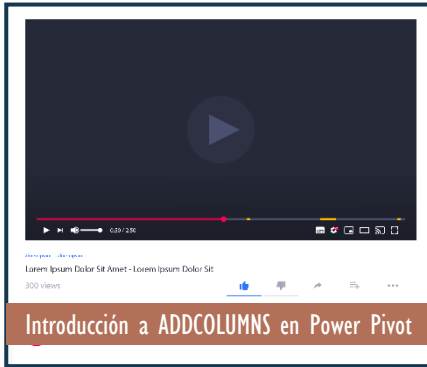 0:50 / 2:50
Lorem Ipsum Dolor Sit Amet - Lorem Ipsum Dolor Sit
300 views
Introducción a ADDCOLUMNS en Power Pivot